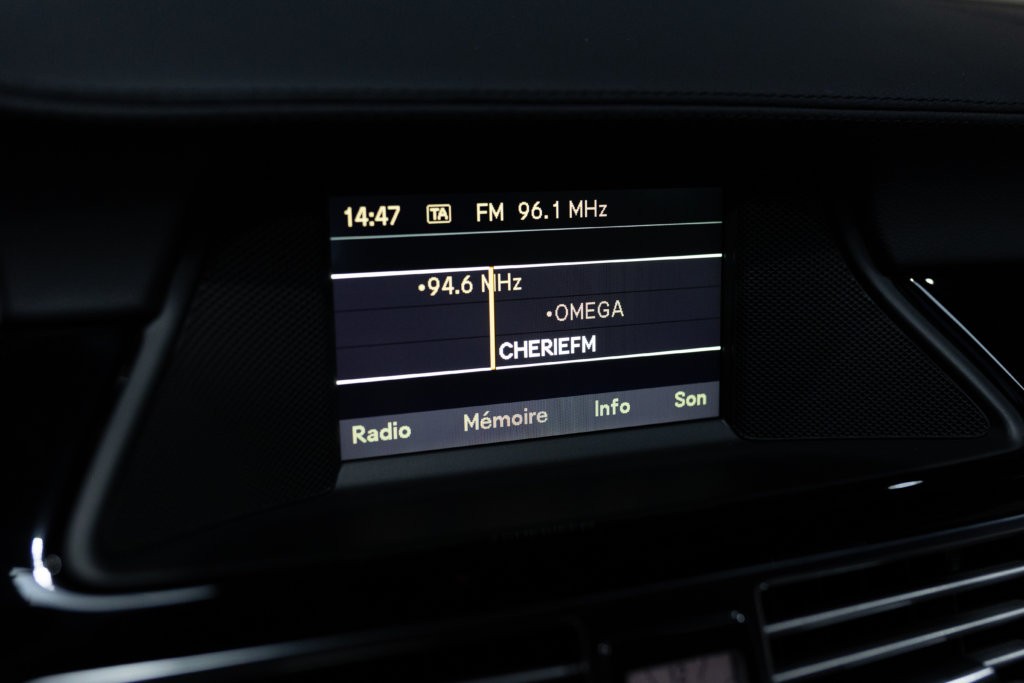 14:47 TA FM 96.1 MHz
•94.6 MHz
•OMEGA
CHERIEFM
Radio Mémoire Info Son